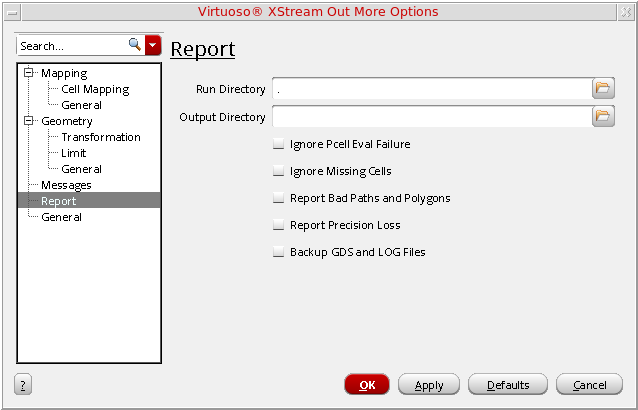 Virtuoso® XStream Out More Options
Search...
Mapping
Cell Mapping
General
Geometry
Transformation
Limit
General
Messages
Report
General
Report
Run Directory .
Output Directory
Ignore Pcell Eval Failure
Ignore Missing Cells
Report Bad Paths and Polygons
Report Precision Loss
Backup GDS and LOG Files
? OK Apply Defaults Cancel